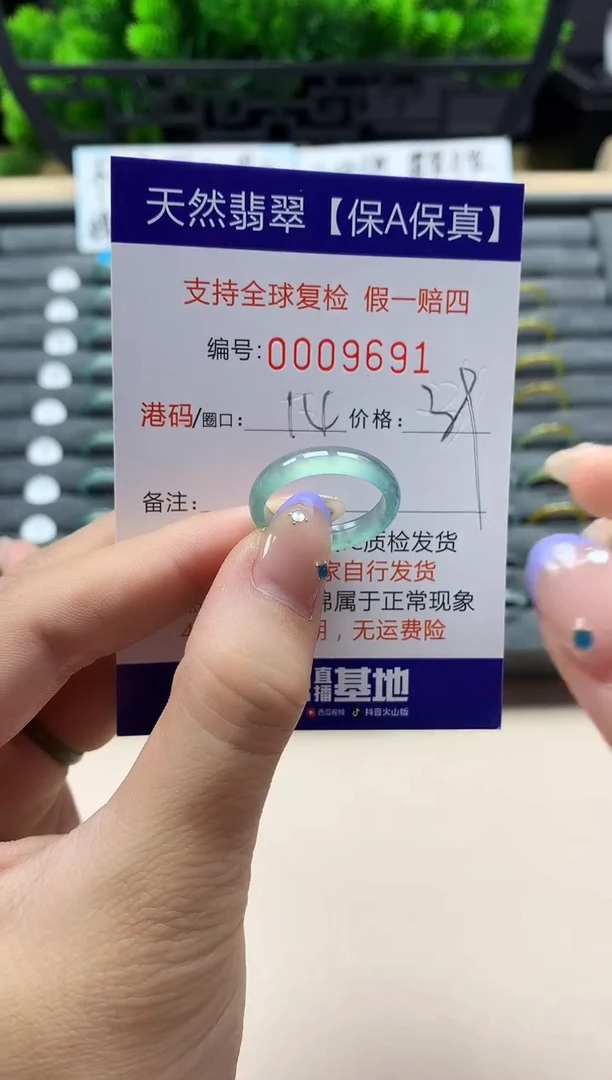 天然翡翠【保A保真】
支持全球复检 假一赔四
编号:0009691
港码/圈口: 14 价格:
备注:
质检发货
家自行发货
棉属于正常现象
，无运费险
直播基地
西瓜视频 抖音火山版